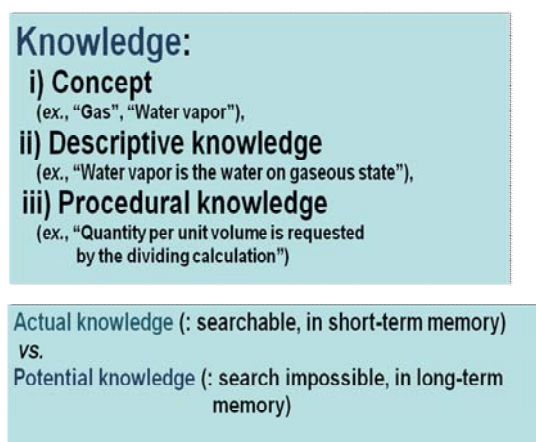 Knowledge:
i) Concept
(ex., “Gas”, “Water vapor”),
ii) Descriptive knowledge
(ex., “Water vapor is the water on gaseous state”),
iii) Procedural knowledge
(ex., “Quantity per unit volume is requested
by the dividing calculation”)
Actual knowledge (: searchable, in short-term memory)
vs.
Potential knowledge (: search impossible, in long-term
memory)